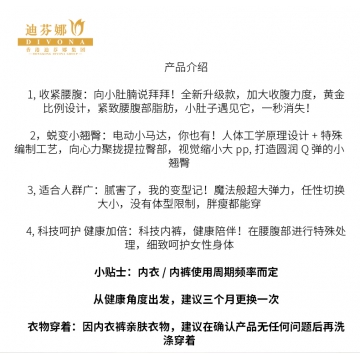 迪芬娜
DIVONA
香港迪芬娜集團
产品介绍
1, 收紧腰腹：向小肚腩说拜拜！全新升级款，加大收腹力度，黄金
比例设计，紧致腰腹部脂肪，小肚子遇见它，一秒消失！
2，蜕变小翘臀：电动小马达，你也有！人体工学原理设计 + 特殊
编制工艺，向心力聚拢提拉臀部，视觉缩小大 pp, 打造圆润 Q 弹的小
翘臀
3, 适合人群广：腻害了，我的变型记！魔法般超大弹力，任性切换
大小，没有体型限制，胖瘦都能穿
4, 科技呵护 健康加倍：科技内裤，健康陪伴！在腰腹部进行特殊处
理，细致呵护女性身体
小贴士：内衣 / 内裤使用周期频率而定
从健康角度出发，建议三个月更换一次
衣物穿着：因内衣裤亲肤衣物，建议在确认产品无任何问题后再洗
涤穿着